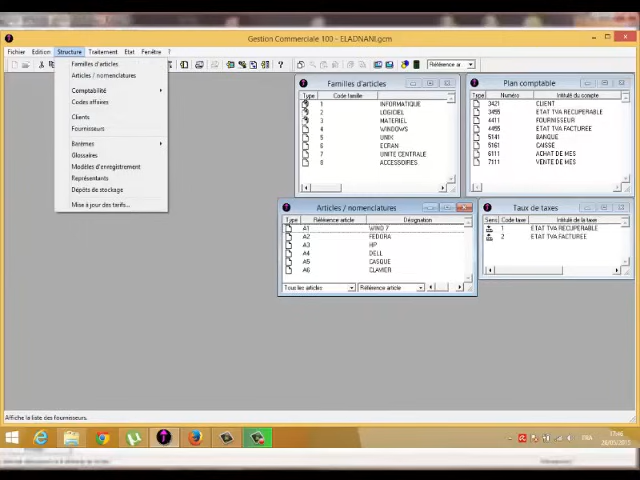 Gestion Commerciale 100 - ELADNANI.gcm
Fichier Edition Structure Traitement Etat Fenêtre ?
Familles d'articles
Articles / nomenclatures
Comptabilité
Codes affaires
Clients
Fournisseurs
Barèmes
Glossaires
Modèles d'enregistrement
Représentants
Dépôts de stockage
Mise à jour des tarifs...
Référence ar
Familles d'articles
Type Code famille
1 INFORMATIQUE
2 LOGICIEL
3 MATERIEL
4 WINDOWS
5 UNIX
6 ECRAN
7 UNITE CENTRALE
8 ACCESSOIRES
Plan comptable
Type Numéro Intitulé du compte
3421 CLIENT
3455 ETAT TVA RECUPERABLE
4411 FOURNISSEUR
4455 ETAT TVA FACTUREE
5141 BANQUE
5161 CAISSE
6111 ACHAT DE MES
7111 VENTE DE MES
Articles / nomenclatures
Type Référence article Désignation
A1 WIND 7
A2 FEDORA
A3 HP
A4 DELL
A5 CASQUE
A6 CLAVIER
Tous les articles Référence article
Taux de taxes
Sens Code taxe Intitulé de la taxe
1 ETAT TVA RECUPERABLE
2 ETAT TVA FACTUREE
Affiche la liste des fournisseurs.
FRA
17:46